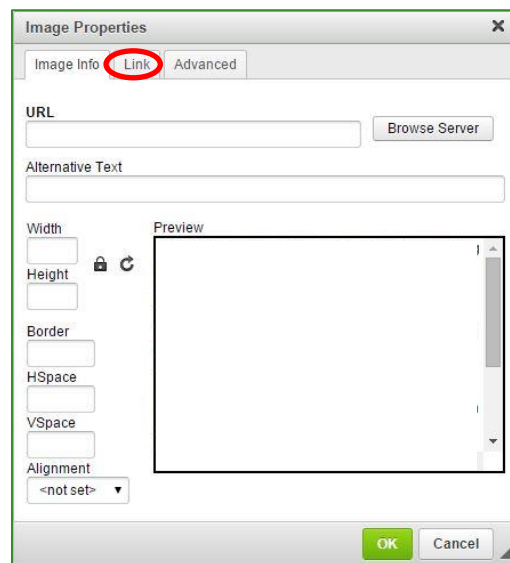 Image Properties
Image Info Link Advanced
URL
Browse Server
Alternative Text
Width
Preview
Height
Border
HSpace
VSpace
Alignment
<not set>
OK Cancel